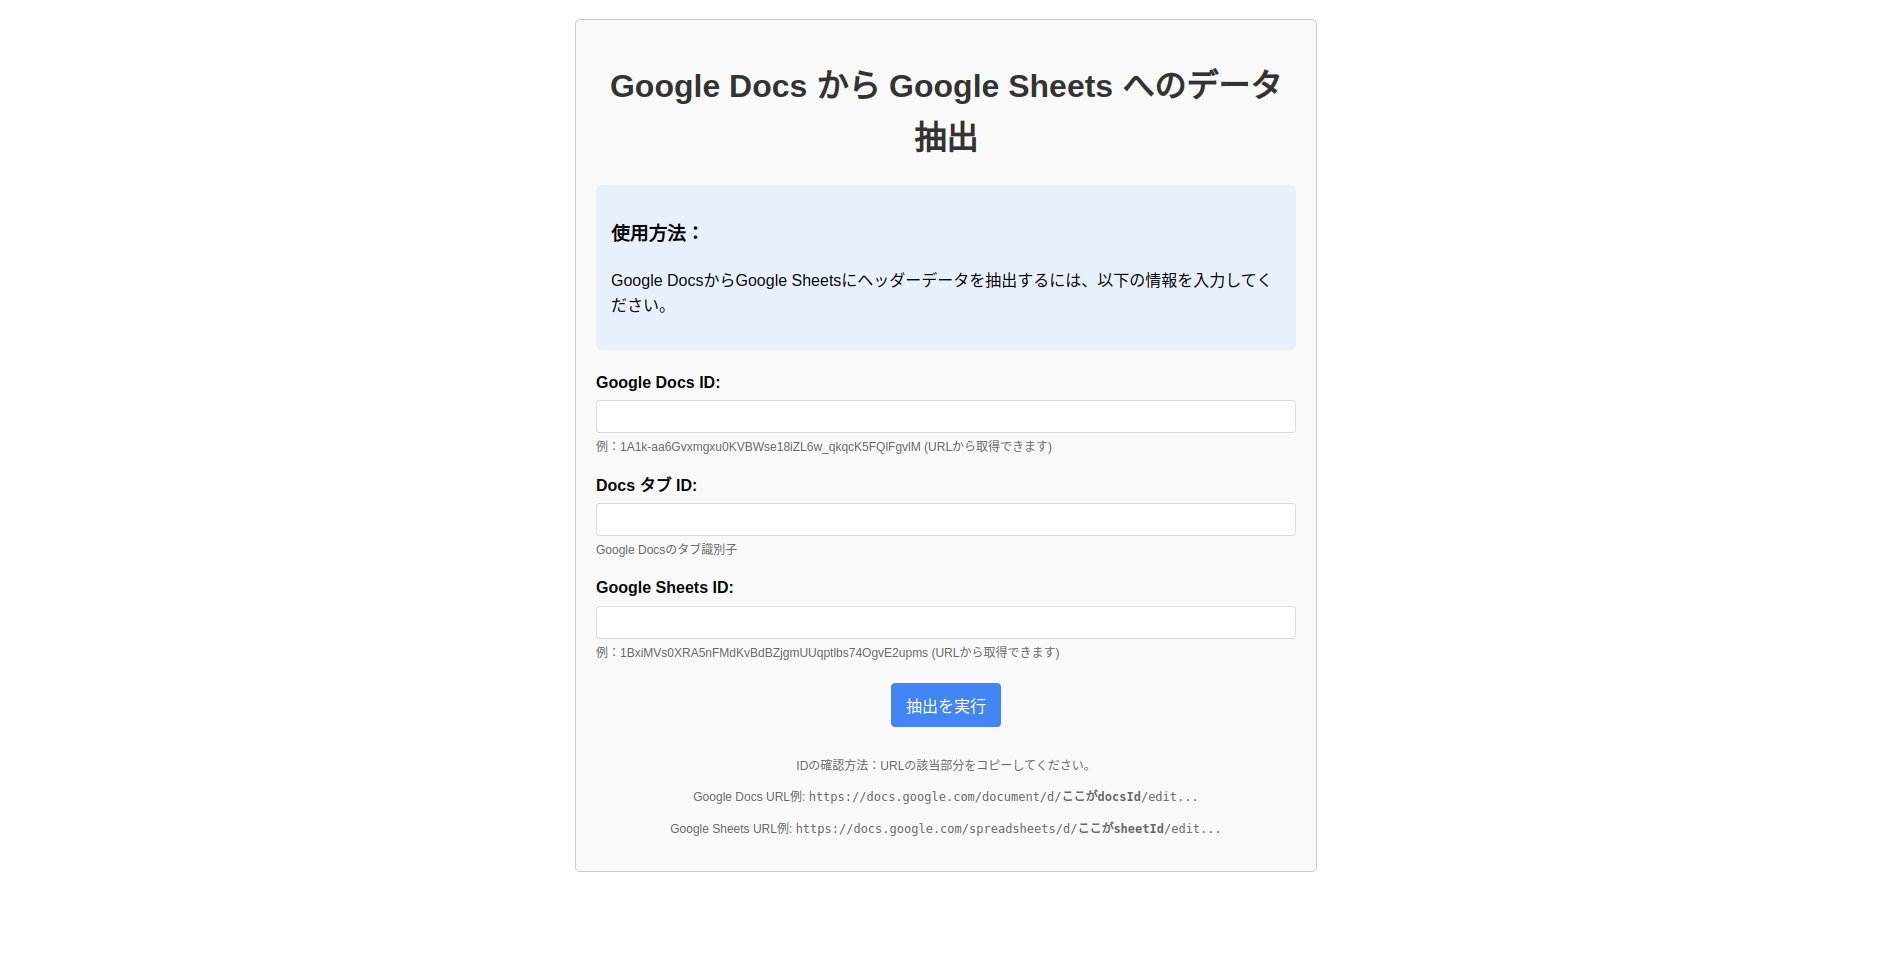 Google Docs から Google Sheets へのデータ
抽出
使用方法：
Google DocsからGoogle Sheetsにヘッダーデータを抽出するには、以下の情報を入力してく
ださい。
Google Docs ID:
例：1A1k-aa6Gvxmgxu0KVBWse18iZL6w_qkqcK5FQlFgvlM (URLから取得できます)
Docs タブ ID:
Google Docsのタブ識別子
Google Sheets ID:
例：1BxiMVs0XRA5nFMdKvBdBZjgmUUqptlbs74OgvE2upms (URLから取得できます)
抽出を実行
IDの確認方法：URLの該当部分をコピーしてください。
Google Docs URL例: https://docs.google.com/document/d/ここがdocsId/edit...
Google Sheets URL例: https://docs.google.com/spreadsheets/d/ここがsheetId/edit...